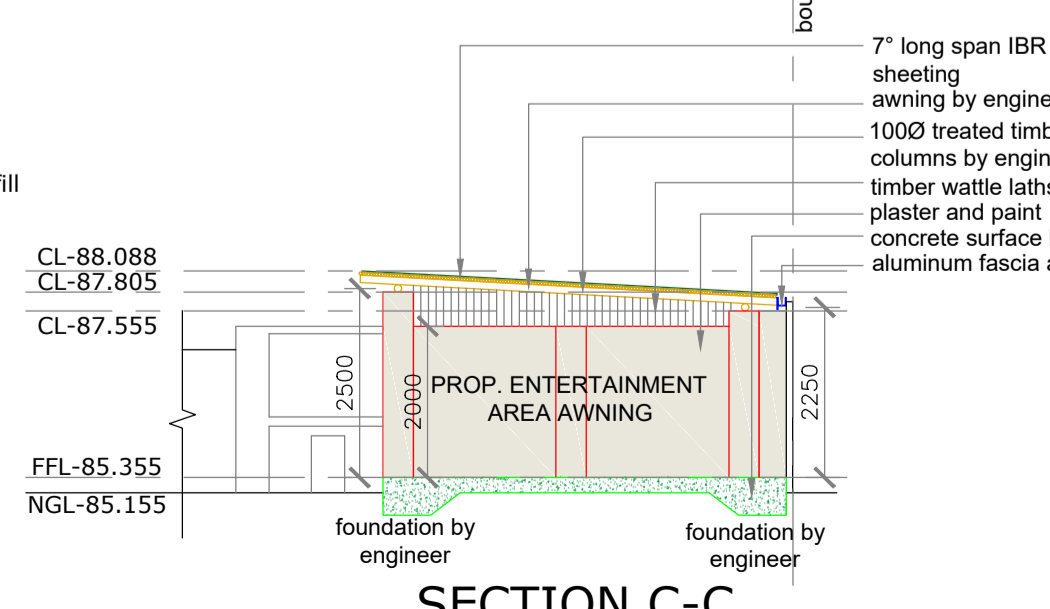 bou
7° long span IBR
sheeting
awning by engine
100Ø treated timb
columns by engin
timber wattle laths
plaster and paint
concrete surface
aluminum fascia a
fill
CL-88.088
CL-87.805
CL-87.555
2500
2000
PROP. ENTERTAINMENT
AREA AWNING
2250
FFL-85.355
NGL-85.155
foundation by
engineer
foundation by
engineer
SECTION C-C